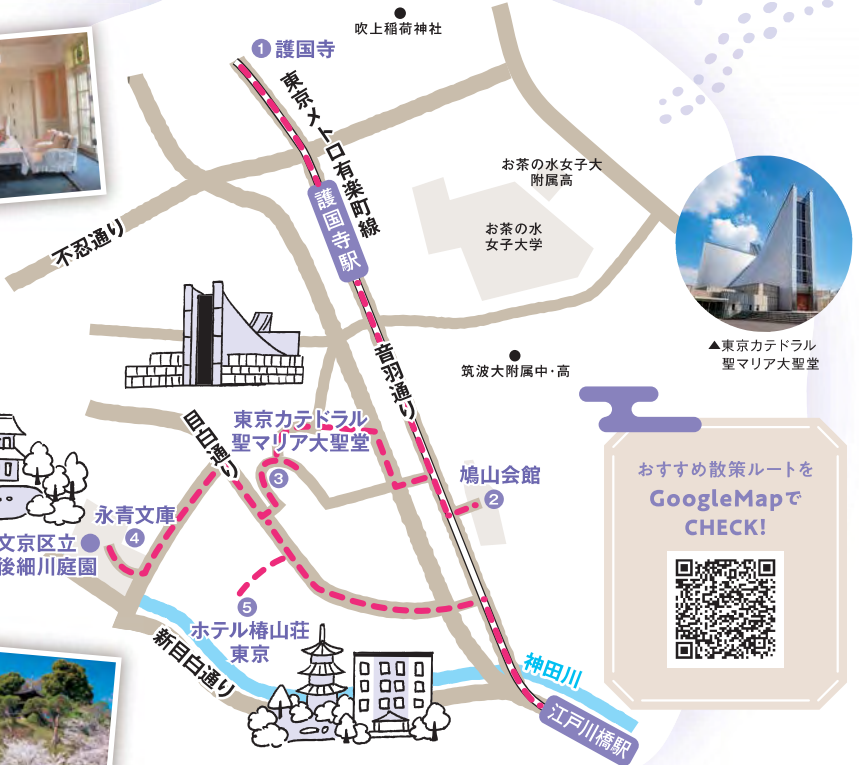 吹上稲荷神社
① 護国寺
東京メトロ有楽町線
護国寺駅
お茶の水女子大
附属高
お茶の水
女子大学
不忍通り
▲東京カテドラル
聖マリア大聖堂
音羽通り
筑波大附属中・高
目白通り
東京カテドラル
聖マリア大聖堂
③
鳩山会館
②
おすすめ散策ルートを
GoogleMapで
CHECK!
永青文庫
④
文京区立
後細川庭園
⑤
ホテル椿山荘
東京
新目白通り
神田川
江戸川橋駅